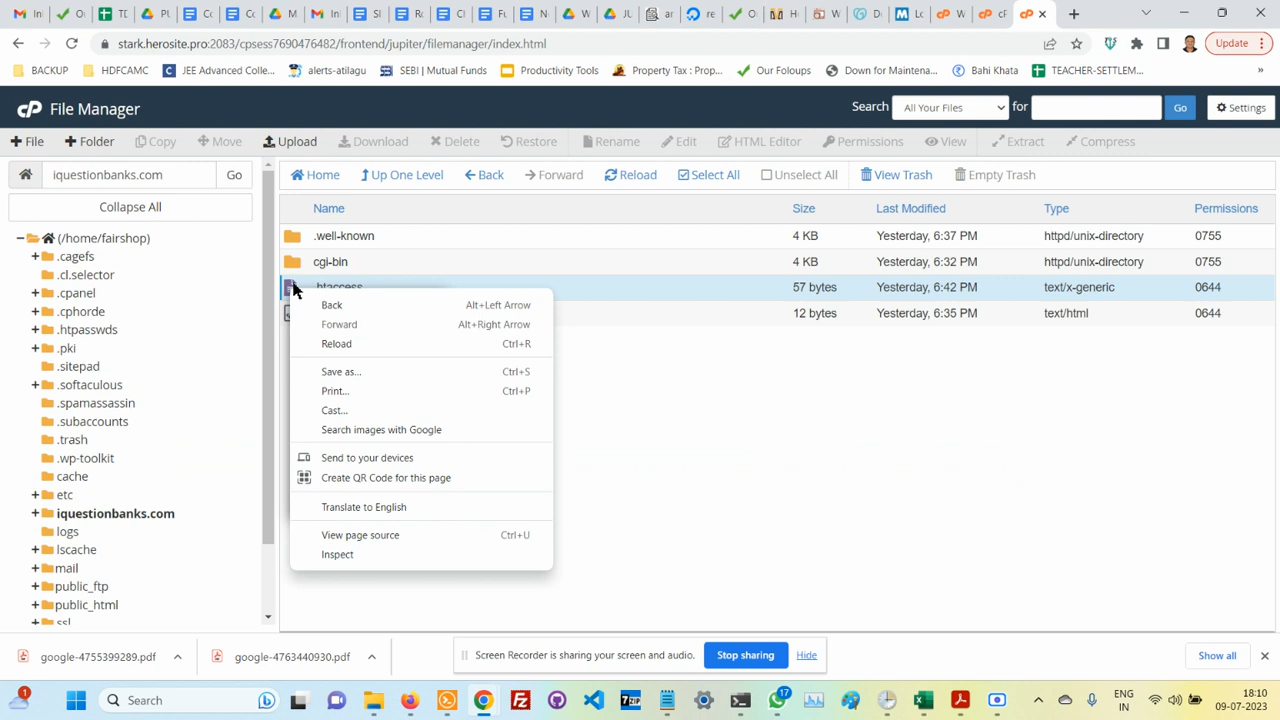 stark.herosite.pro:2083/cpsess7690476482/frontend/jupiter/filemanager/index.html
Update
BACKUP
HDFCAMC
JEE Advanced Colle...
alerts-atilagu
SEBI | Mutual Funds
Productivity Tools
Property Tax : Prop...
Our Foloups
Down for Maintena...
Bahi Khata
TEACHER-SETTLEM...
»
cP File Manager
Search
All Your Files
for
Go
Settings
File
Folder
Copy
Move
Upload
Download
Delete
Restore
Rename
Edit
HTML Editor
Permissions
View
Extract
Compress
iquestionbanks.com
Go
Home
Up One Level
Back
Forward
Reload
Select All
Unselect All
View Trash
Empty Trash
Collapse All
Name Size Last Modified Type Permissions
.well-known 4 KB Yesterday, 6:37 PM httpd/unix-directory 0755
cgi-bin 4 KB Yesterday, 6:32 PM httpd/unix-directory 0755
.htaccess 57 bytes Yesterday, 6:42 PM text/x-generic 0644
12 bytes Yesterday, 6:35 PM text/html 0644
(/home/fairshop)
.cagefs
.cl.selector
.cpanel
.cphorde
.htpasswds
.pki
.sitepad
.softaculous
.spamassassin
.subaccounts
.trash
.wp-toolkit
cache
etc
iquestionbanks.com
logs
lscache
mail
public_ftp
public_html
ssl
Back Alt+Left Arrow
Forward Alt+Right Arrow
Reload Ctrl+R
Save as... Ctrl+S
Print... Ctrl+P
Cast...
Search images with Google
Send to your devices
Create QR Code for this page
Translate to English
View page source Ctrl+U
Inspect
google-4755399289.pdf
google-4763440930.pdf
Screen Recorder is sharing your screen and audio.
Stop sharing
Hide
Show all
1
Search
17
ENG
IN
18:10
09-07-2023